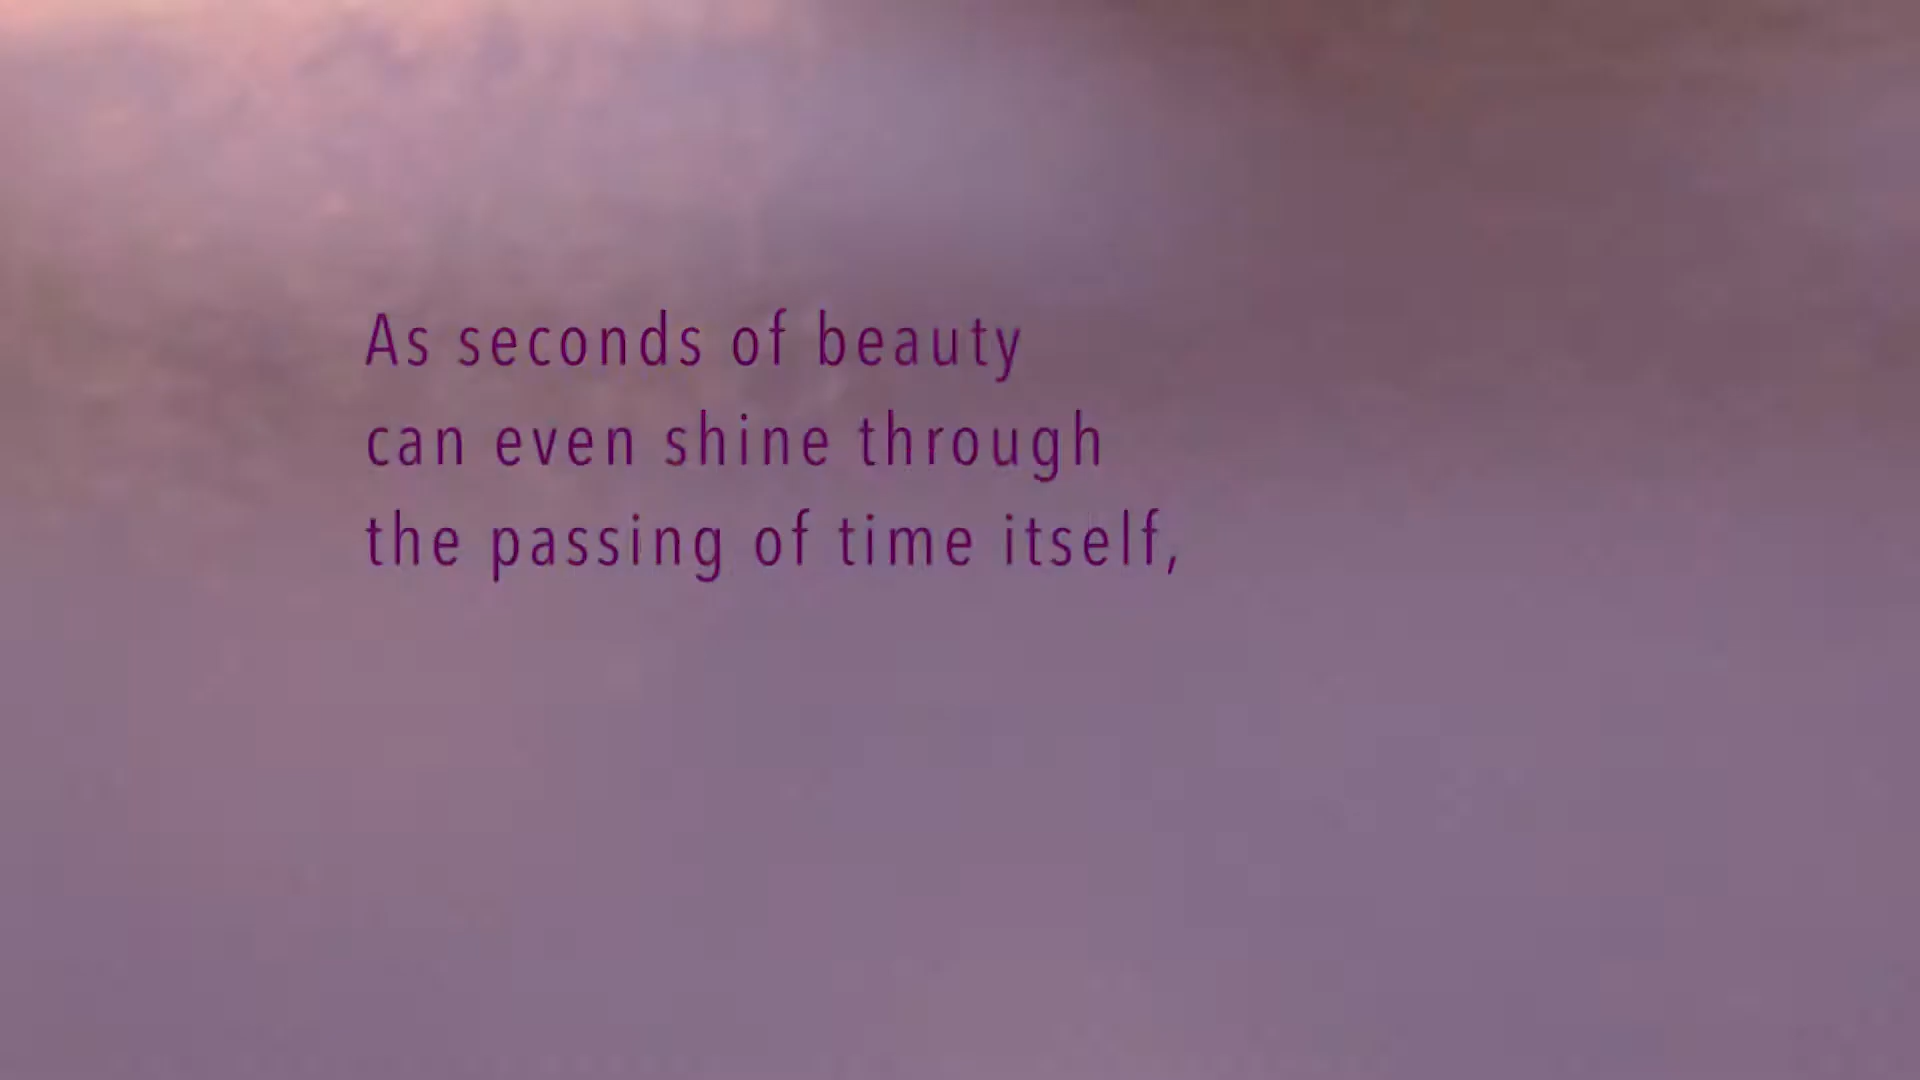 As seconds of beauty
can even shine through
the passing of time itself,